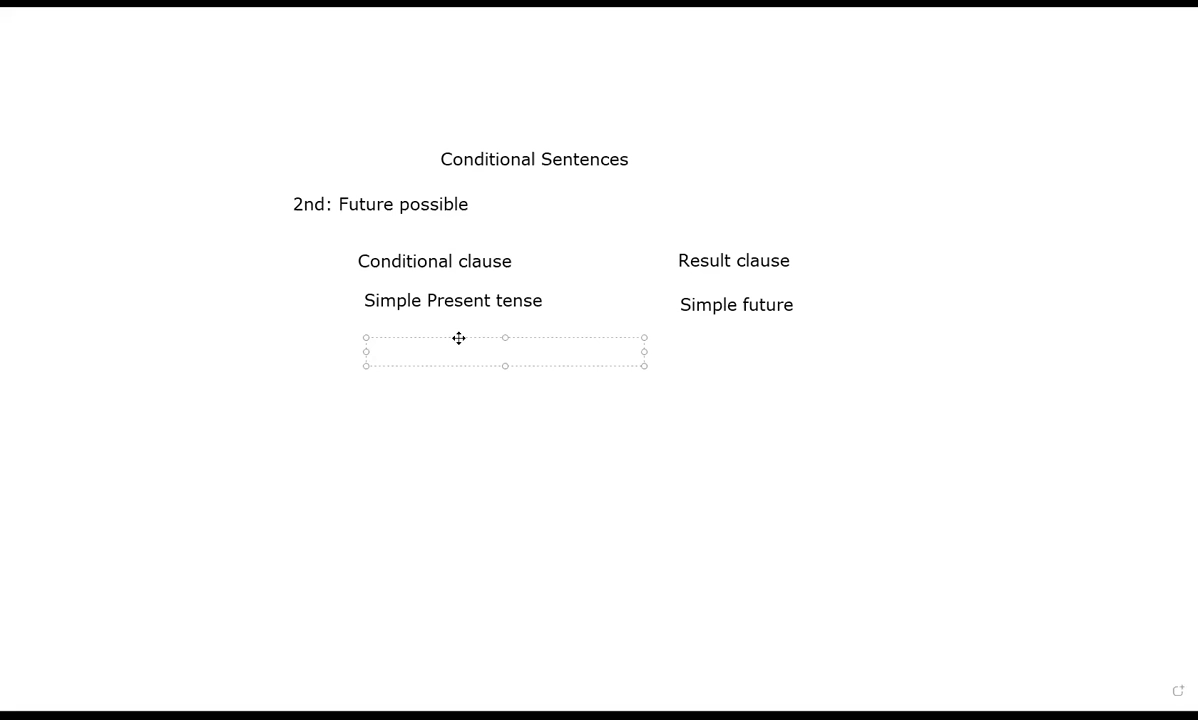 Conditional Sentences
2nd: Future possible
Conditional clause
Result clause
Simple Present tense
Simple future